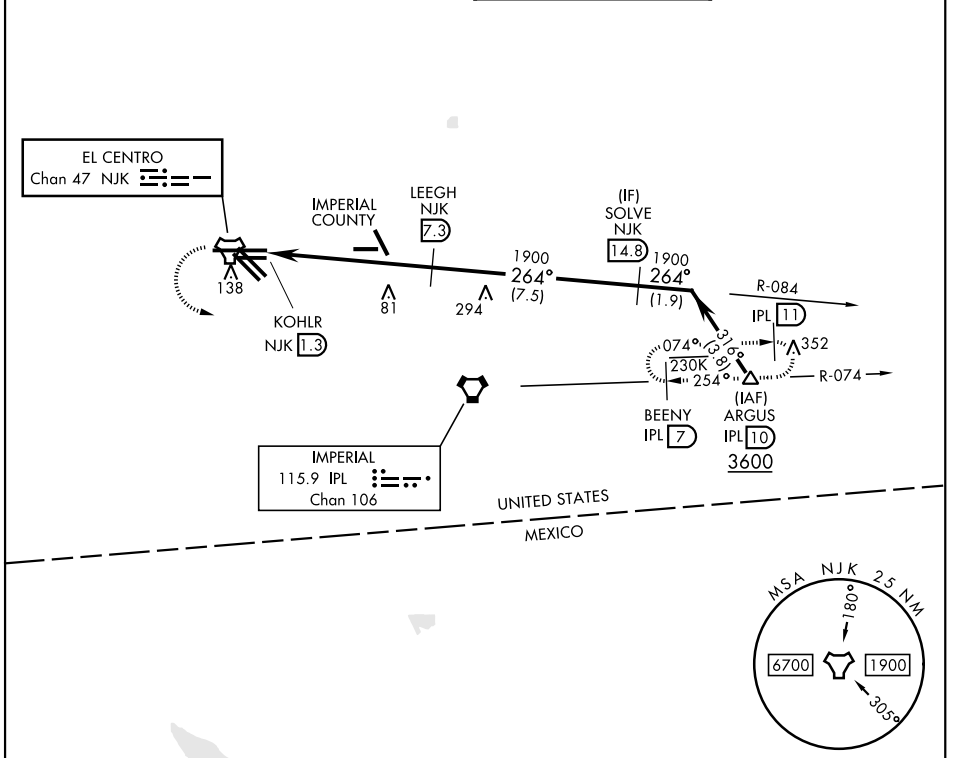 EL CENTRO
Chan 47 NJK
138
KOHLR
NJK 1.3
IMPERIAL
COUNTY
81
LEEGH
NJK
7.3
294
1900
264°
(7.5)
(IF)
SOLVE
NJK
14.8
1900
264°
(1.9)
R-084
IPL 11
352
316°
(3.8)
074°
230K
254°
R-074
BEENY
IPL 7
(IAF)
ARGUS
IPL 10
3600
IMPERIAL
115.9 IPL
Chan 106
UNITED STATES
MEXICO
MSA NJK 25 NM
180°
6700
1900
305°